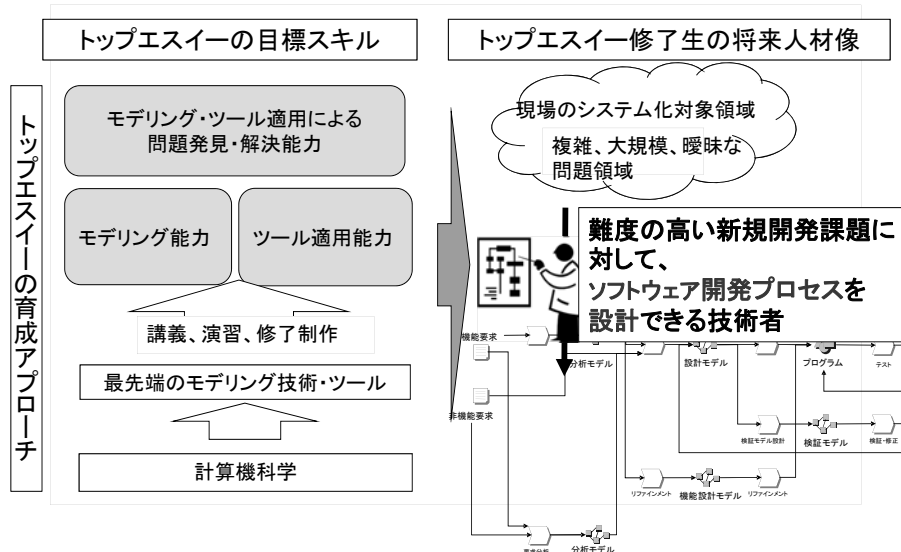 トップエスイーの目標スキル
トップエスイー修了生の将来人材像
トップエスイーの育成アプローチ
モデリング・ツール適用による
問題発見・解決能力
モデリング能力
ツール適用能力
講義、演習、修了制作
最先端のモデリング技術・ツール
計算機科学
現場のシステム化対象領域
複雑、大規模、曖昧な
問題領域
難度の高い新規開発課題に
対して、
ソフトウェア開発プロセスを
設計できる技術者
機能要求
分析モデル
設計モデル
プログラム
テスト
非機能要求
検証モデル設計
検証モデル
検証・修正
リファインメント
機能設計モデル
リファインメント
要求分析
分析モデル